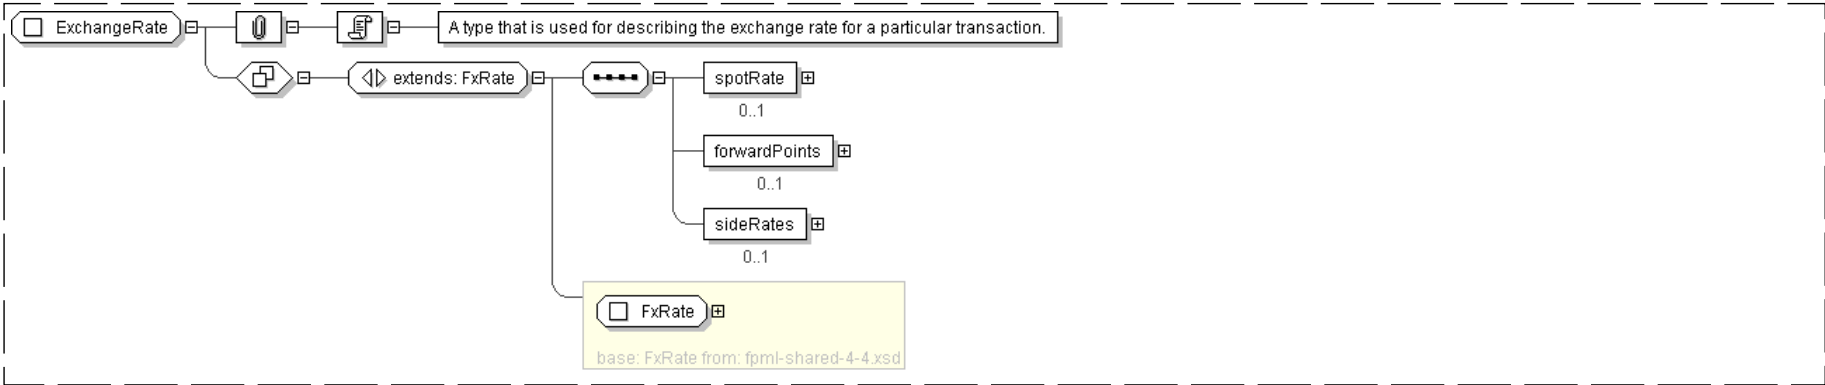 ExchangeRate
A type that is used for describing the exchange rate for a particular transaction.
extends: FxRate
spotRate
0..1
forwardPoints
0..1
sideRates
0..1
FxRate
base: FxRate from: fpml-shared-4-4.xsd